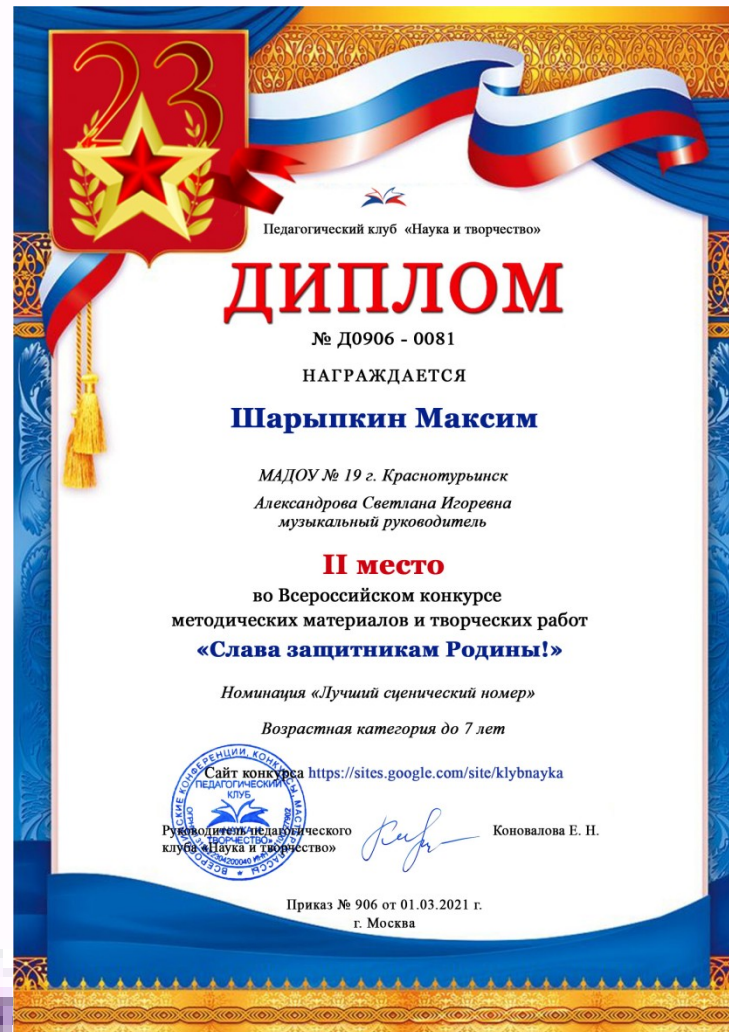 23
Педагогический клуб «Наука и творчество»
ДИПЛОМ
№ Д0906 - 0081
НАГРАЖДАЕТСЯ
Шарыпкин Максим
МАДОУ № 19 г. Краснотурьинск
Александрова Светлана Игоревна
музыкальный руководитель
II место
во Всероссийском конкурсе
методических материалов и творческих работ
«Слава защитникам Родины!»
Номинация «Лучший сценический номер»
Возрастная категория до 7 лет
Сайт конкурса https://sites.google.com/site/klybnayka
Руководитель педагогического
клуба «Наука и творчество»
Коновалова Е. Н.
ПЕДАГОГИЧЕСКИЙ
КЛУБ
«НАУКА И
ТВОРЧЕСТВО»
Приказ № 906 от 01.03.2021 г.
г. Москва